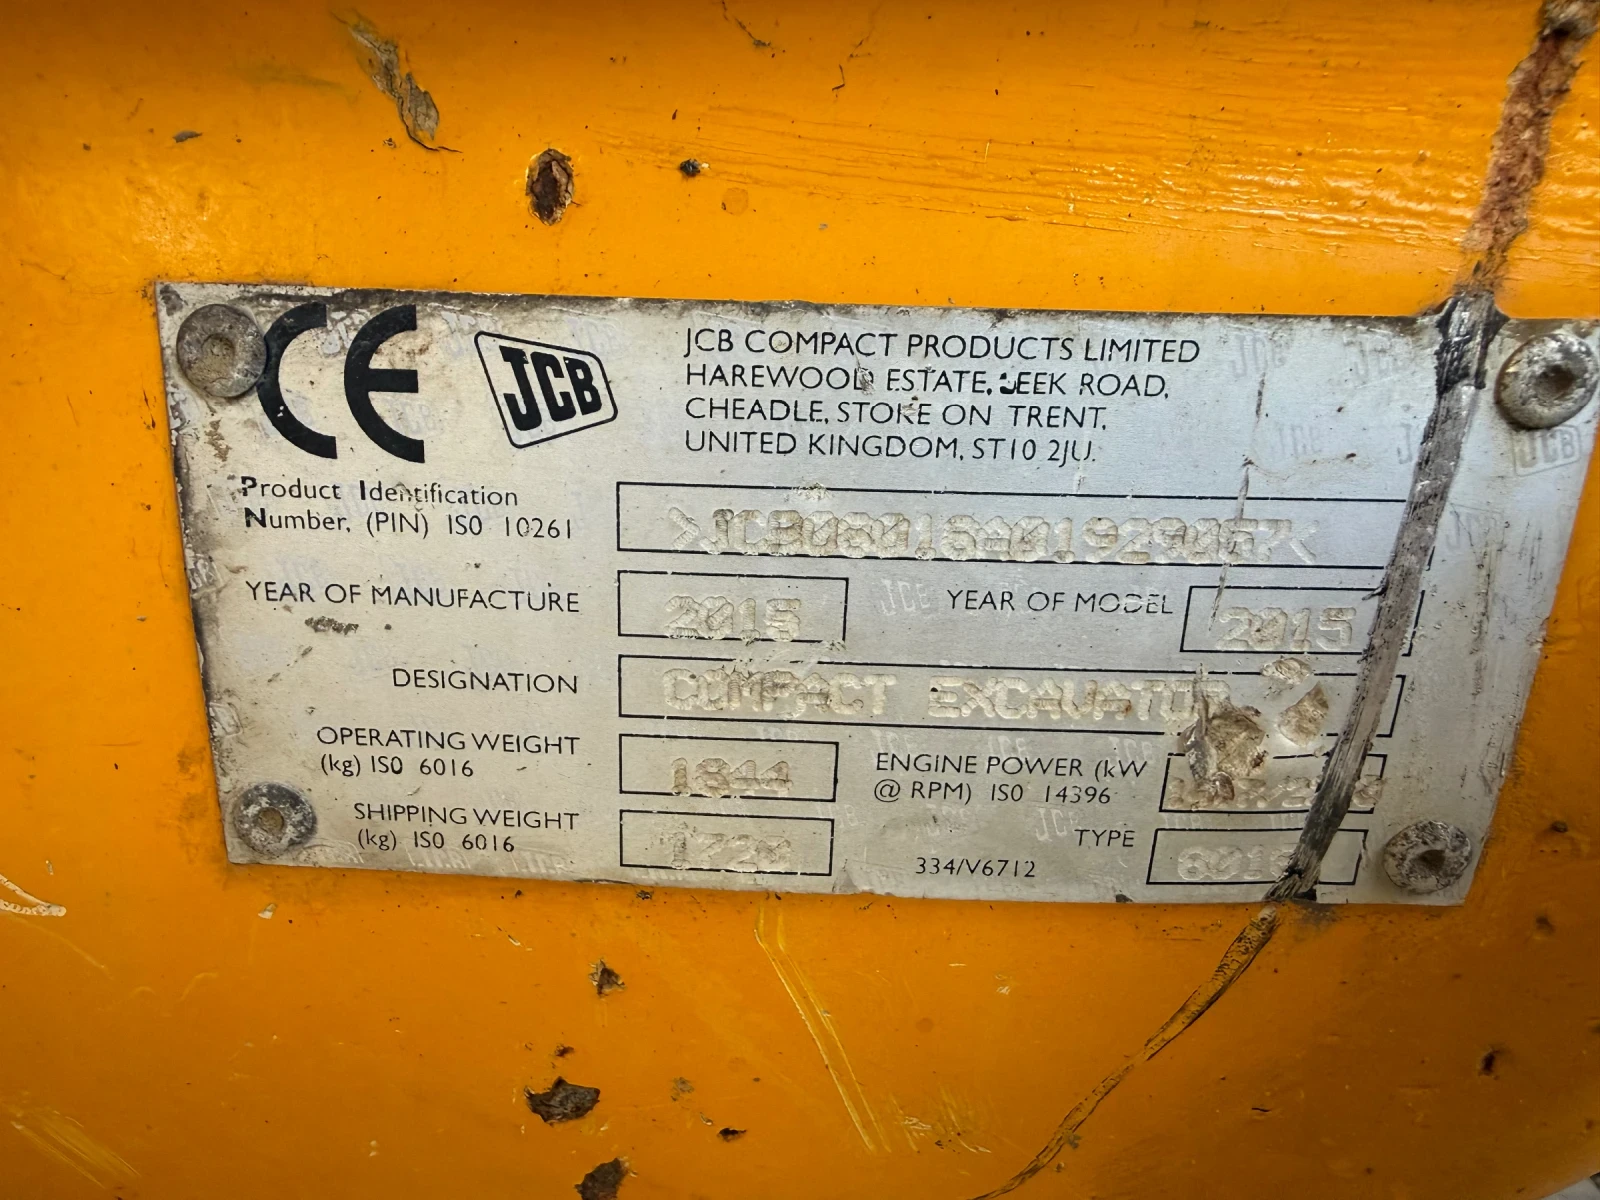 CE JCB
JCB COMPACT PRODUCTS LIMITED
HAREWOOD ESTATE, LEEK ROAD,
CHEADLE, STOKE ON TRENT,
UNITED KINGDOM, ST10 2JU.
Product Identification
Number, (PIN) ISO 10261
YEAR OF MANUFACTURE 2015 YEAR OF MODEL 2015
DESIGNATION COMPACT EXCAVATOR
OPERATING WEIGHT
(kg) ISO 6016
1844
ENGINE POWER (kW
@ RPM) ISO 14396
SHIPPING WEIGHT
(kg) ISO 6016
334/V6712
TYPE